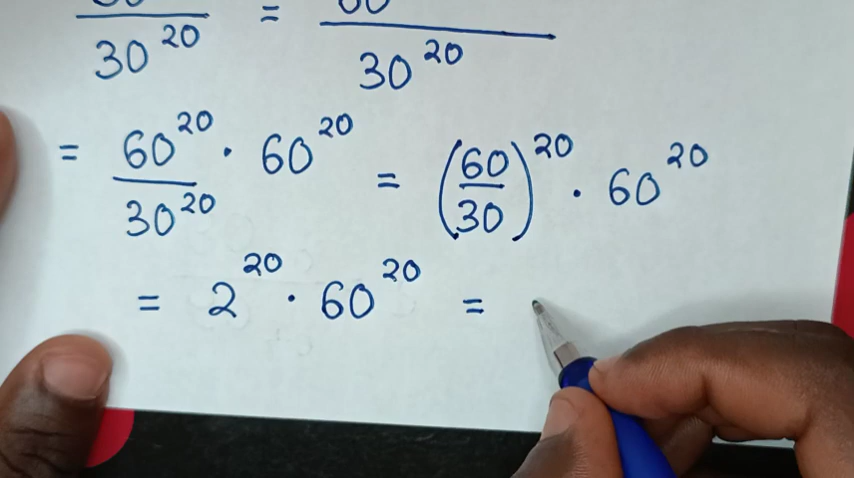 30^20 = 30^20
= 60^20/30^20 · 60^20 = (60/30)^20 · 60^20
= 2^20 · 60^20 =